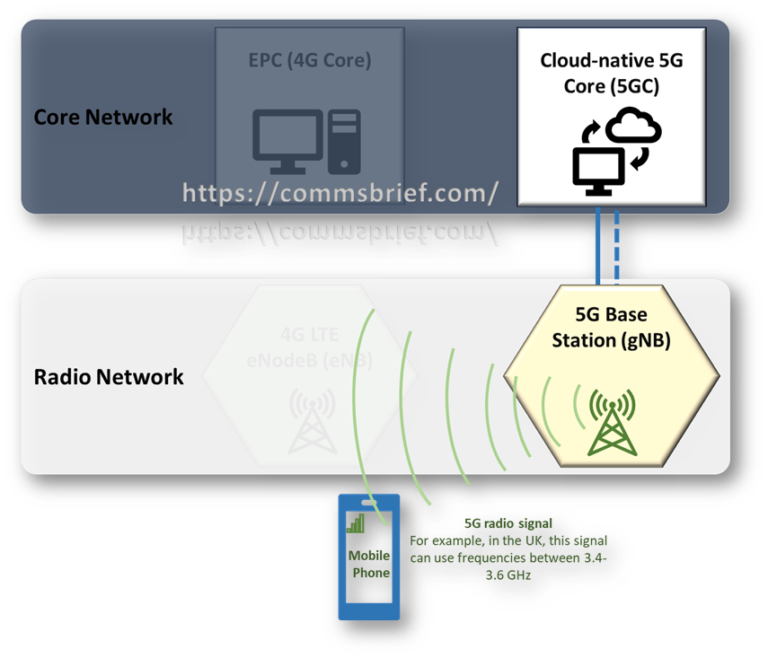 EPC (4G Core)
Cloud-native 5G
Core (5GC)
Core Network
https://commsbrief.com/
5G Base
Station (gNB)
4G LTE
eNodeB (eNB)
Radio Network
Mobile
Phone
5G radio signal
For example, in the UK, this signal
can use frequencies between 3.4-
3.6 GHz